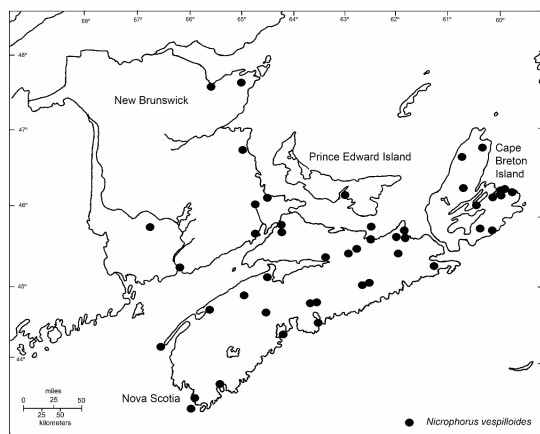 68° 67° 66° 65° 64° 63° 62° 61° 60°
48°
New Brunswick
47°
Prince Edward Island
Cape
Breton
Island
46°
45°
44°
miles
0 25 50
0 25 50
kilometers
Nova Scotia
Nicrophorus vespilloides